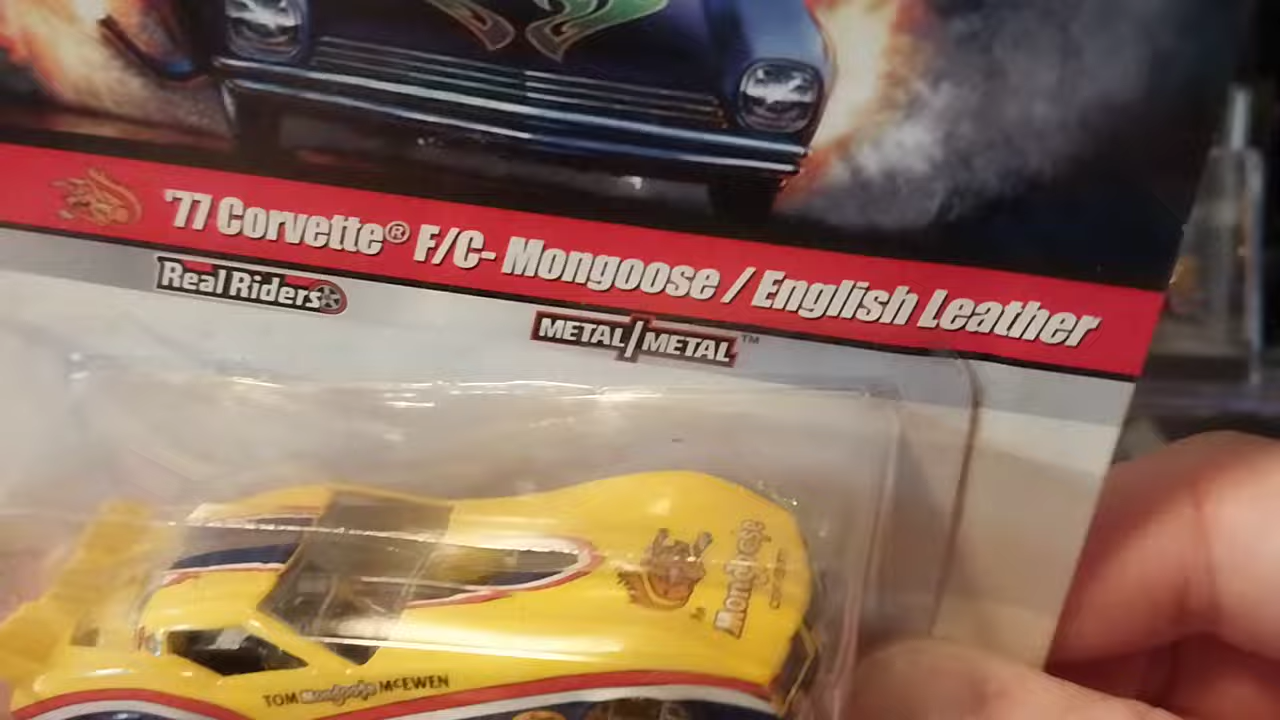 '77 Corvette® F/C- Mongoose / English Leather
Real Riders
METAL/METAL™
Mongoose
TOM Mongoose McEWEN